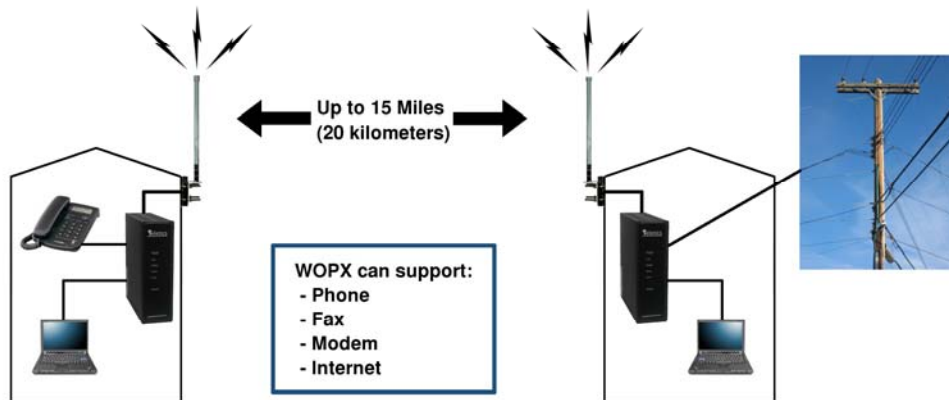 Up to 15 Miles
(20 kilometers)
WOPX can support:
- Phone
- Fax
- Modem
- Internet